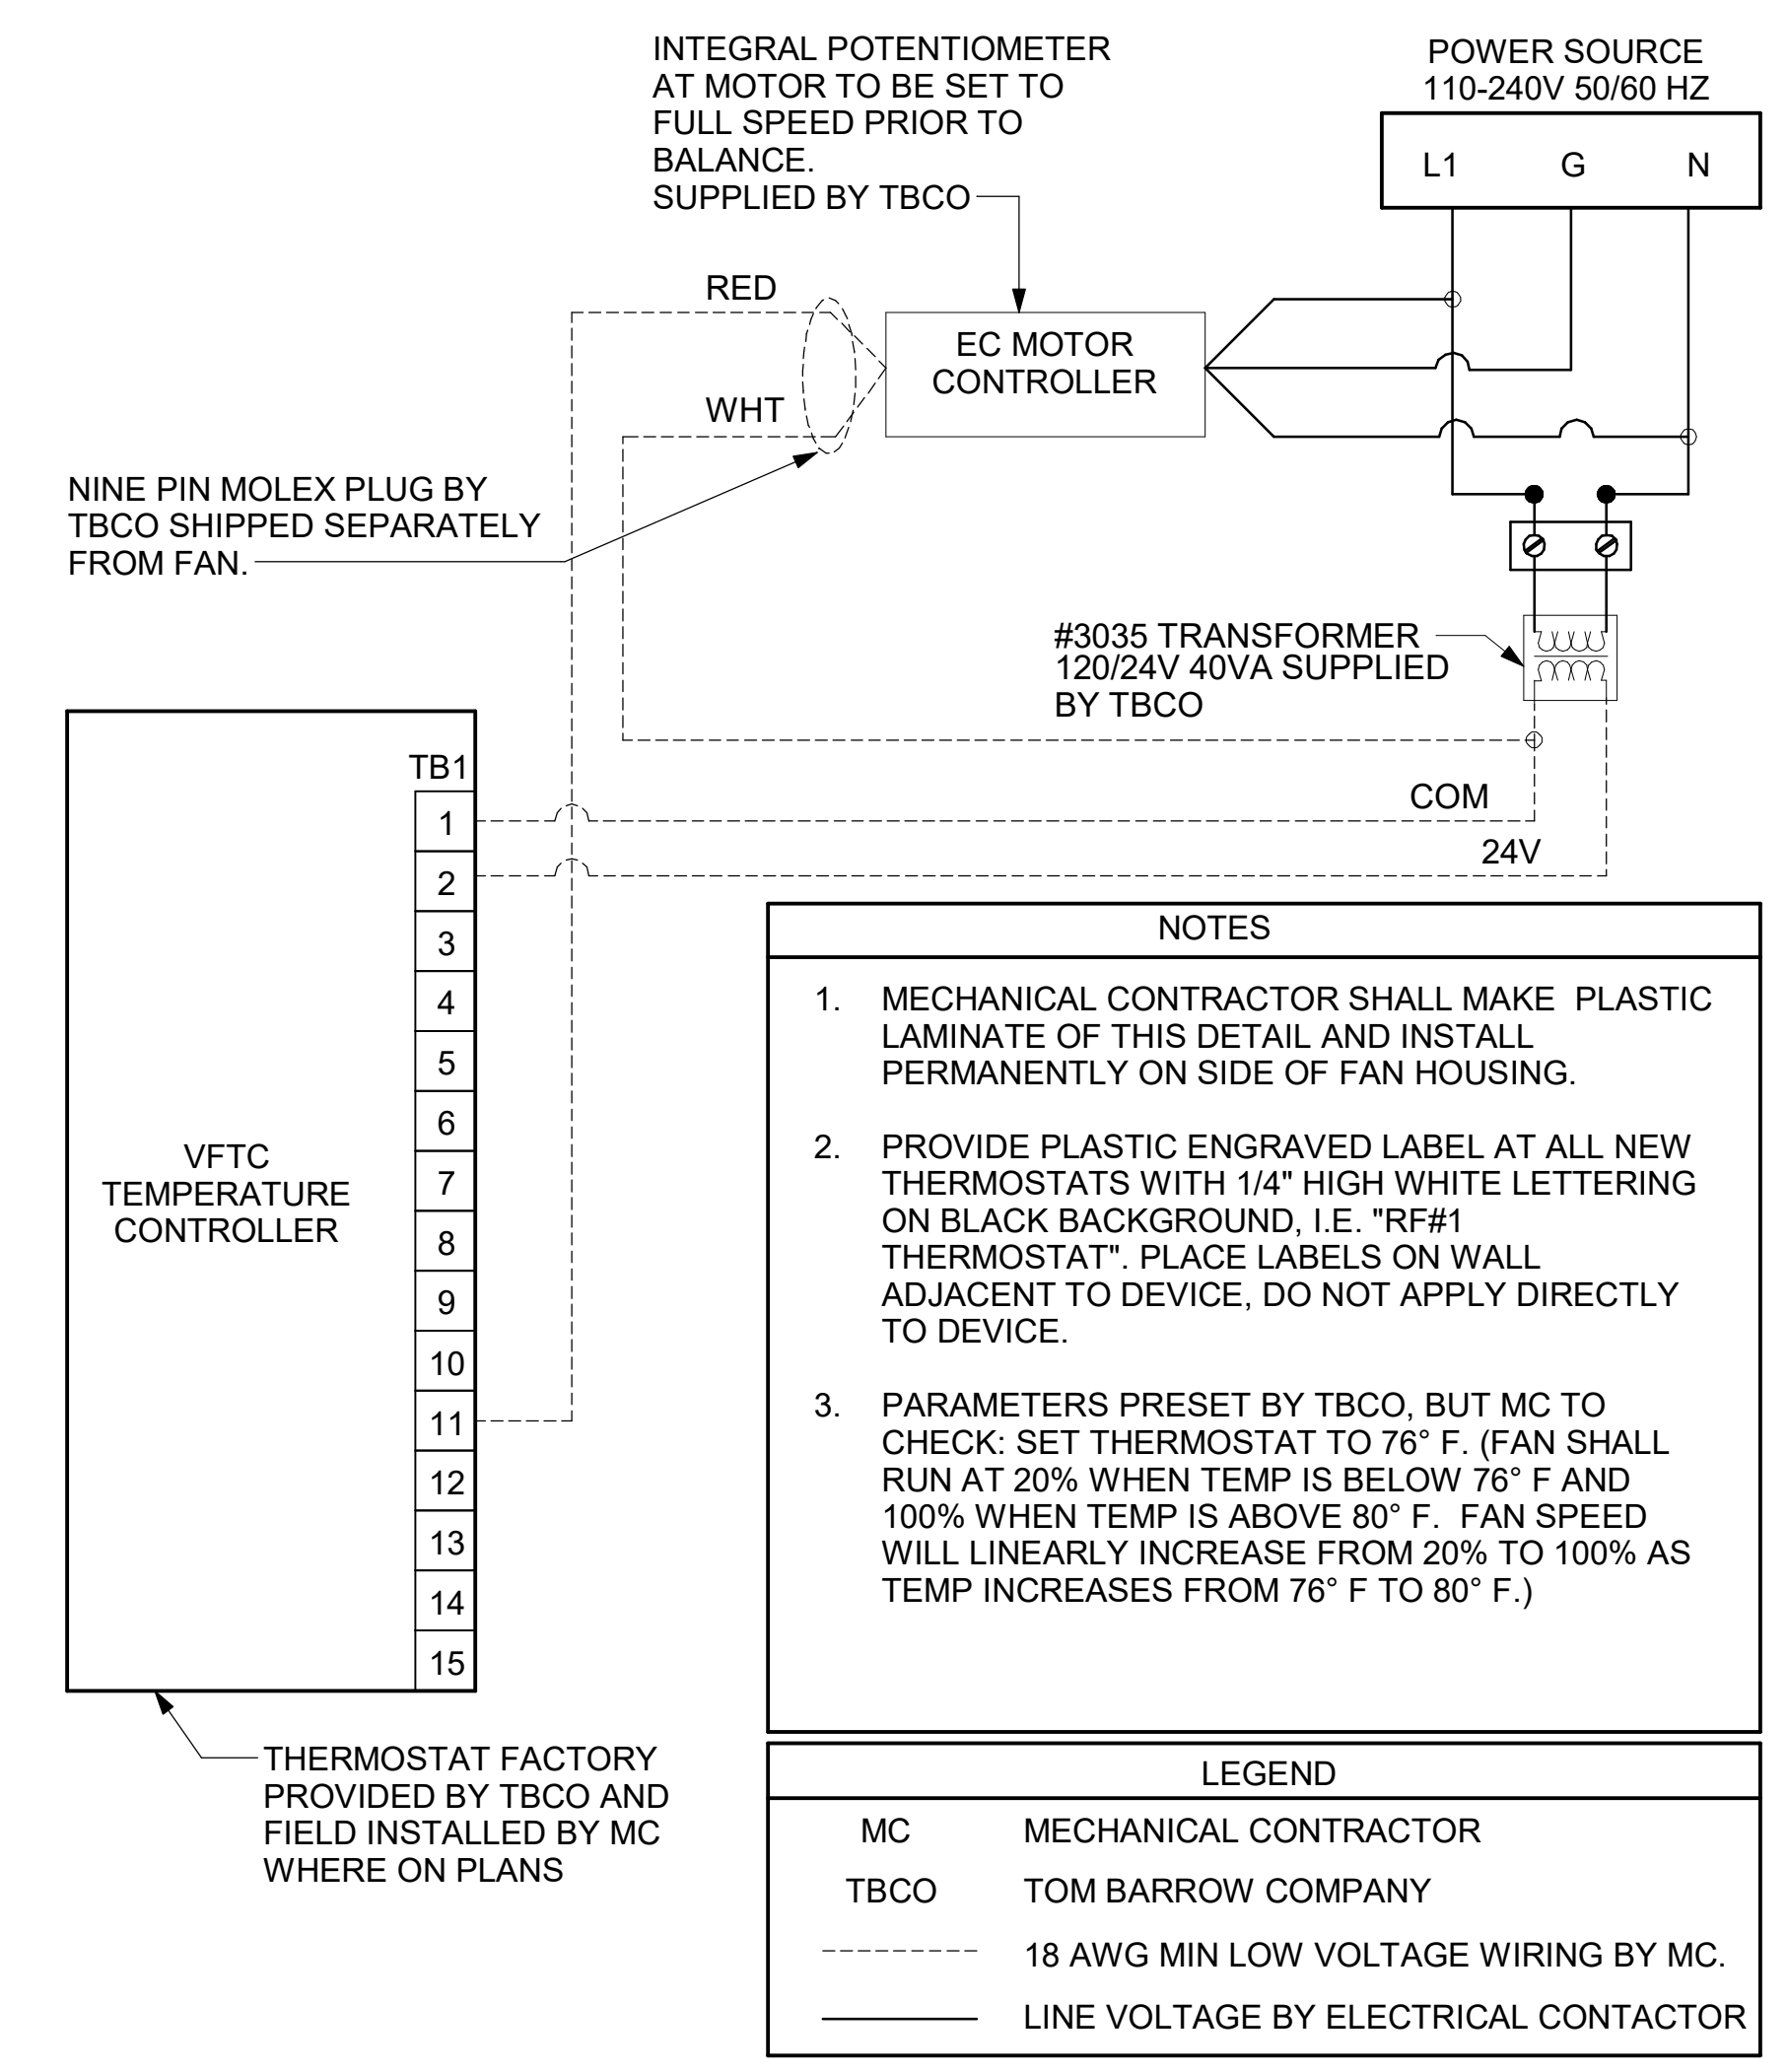 INTEGRAL POTENTIOMETER
AT MOTOR TO BE SET TO
FULL SPEED PRIOR TO
BALANCE.
SUPPLIED BY TBCO
POWER SOURCE
110-240V 50/60 HZ
L1 G N
RED
WHT
EC MOTOR
CONTROLLER
NINE PIN MOLEX PLUG BY
TBCO SHIPPED SEPARATELY
FROM FAN.
#3035 TRANSFORMER
120/24V 40VA SUPPLIED
BY TBCO
COM
24V
TB1
1
2
3
4
5
6
7
8
9
10
11
12
13
14
15
VFTC
TEMPERATURE
CONTROLLER
THERMOSTAT FACTORY
PROVIDED BY TBCO AND
FIELD INSTALLED BY MC
WHERE ON PLANS
NOTES
1. MECHANICAL CONTRACTOR SHALL MAKE PLASTIC
LAMINATE OF THIS DETAIL AND INSTALL
PERMANENTLY ON SIDE OF FAN HOUSING.
2. PROVIDE PLASTIC ENGRAVED LABEL AT ALL NEW
THERMOSTATS WITH 1/4" HIGH WHITE LETTERING
ON BLACK BACKGROUND, I.E. "RF#1
THERMOSTAT". PLACE LABELS ON WALL
ADJACENT TO DEVICE, DO NOT APPLY DIRECTLY
TO DEVICE.
3. PARAMETERS PRESET BY TBCO, BUT MC TO
CHECK: SET THERMOSTAT TO 76° F. (FAN SHALL
RUN AT 20% WHEN TEMP IS BELOW 76° F AND
100% WHEN TEMP IS ABOVE 80° F. FAN SPEED
WILL LINEARLY INCREASE FROM 20% TO 100% AS
TEMP INCREASES FROM 76° F TO 80° F.)
LEGEND
MC MECHANICAL CONTRACTOR
TBCO TOM BARROW COMPANY
18 AWG MIN LOW VOLTAGE WIRING BY MC.
LINE VOLTAGE BY ELECTRICAL CONTACTOR